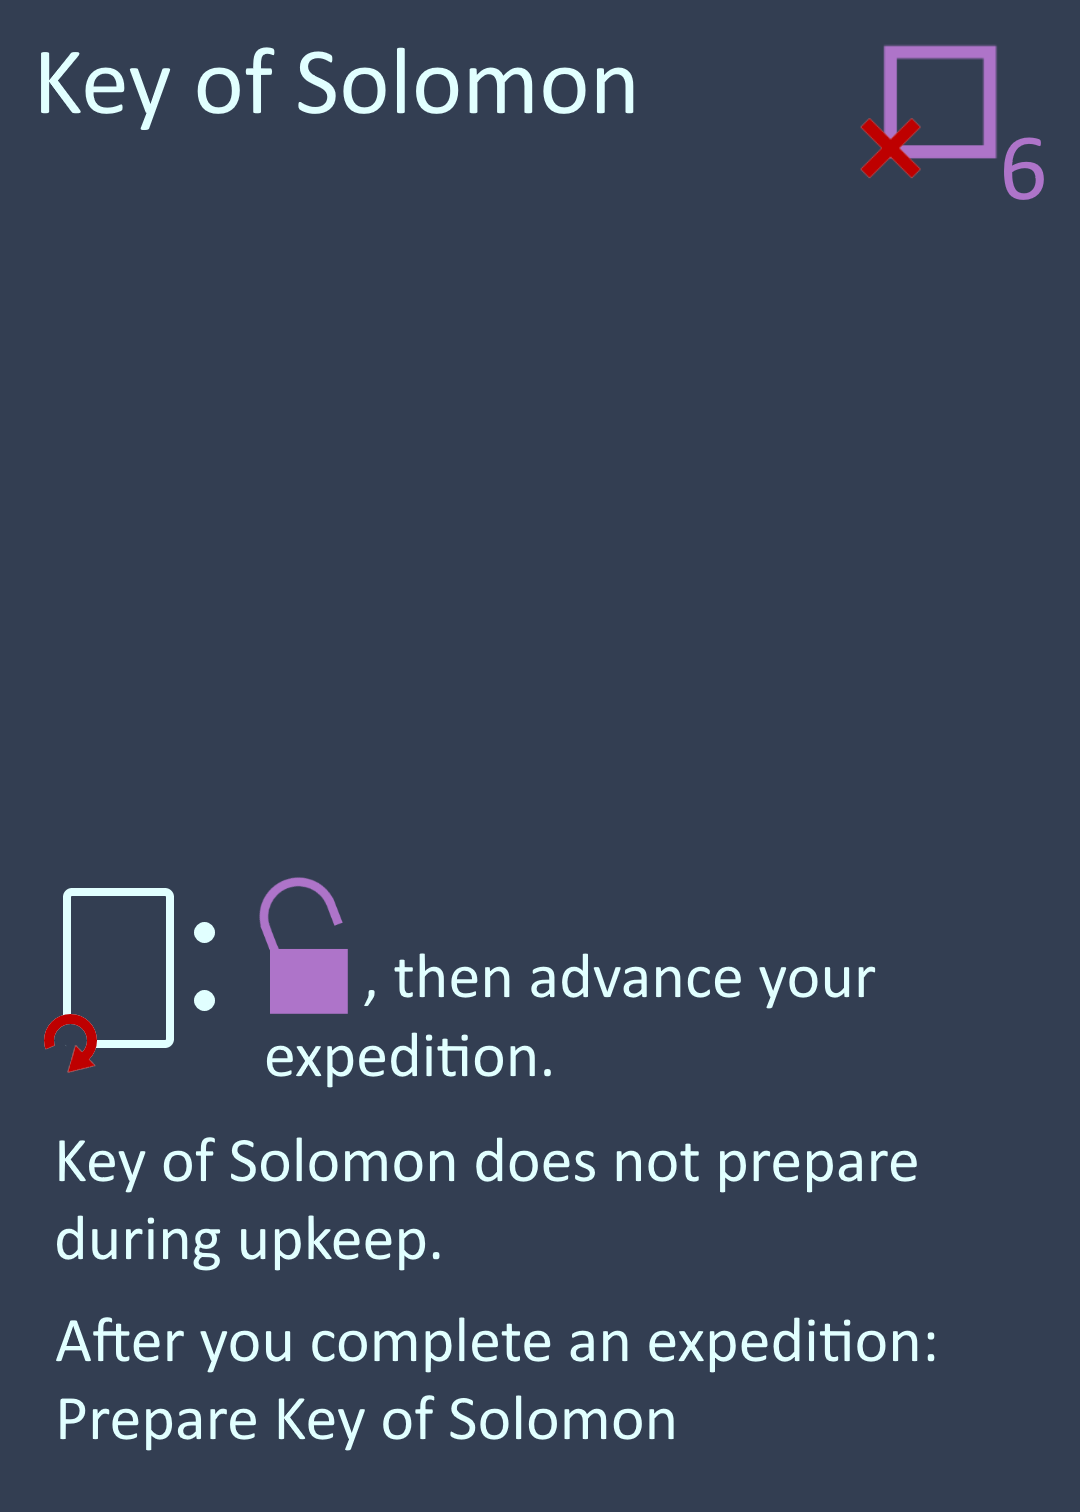 Key of Solomon
6
: , then advance your
expedition.
Key of Solomon does not prepare
during upkeep.
After you complete an expedition:
Prepare Key of Solomon